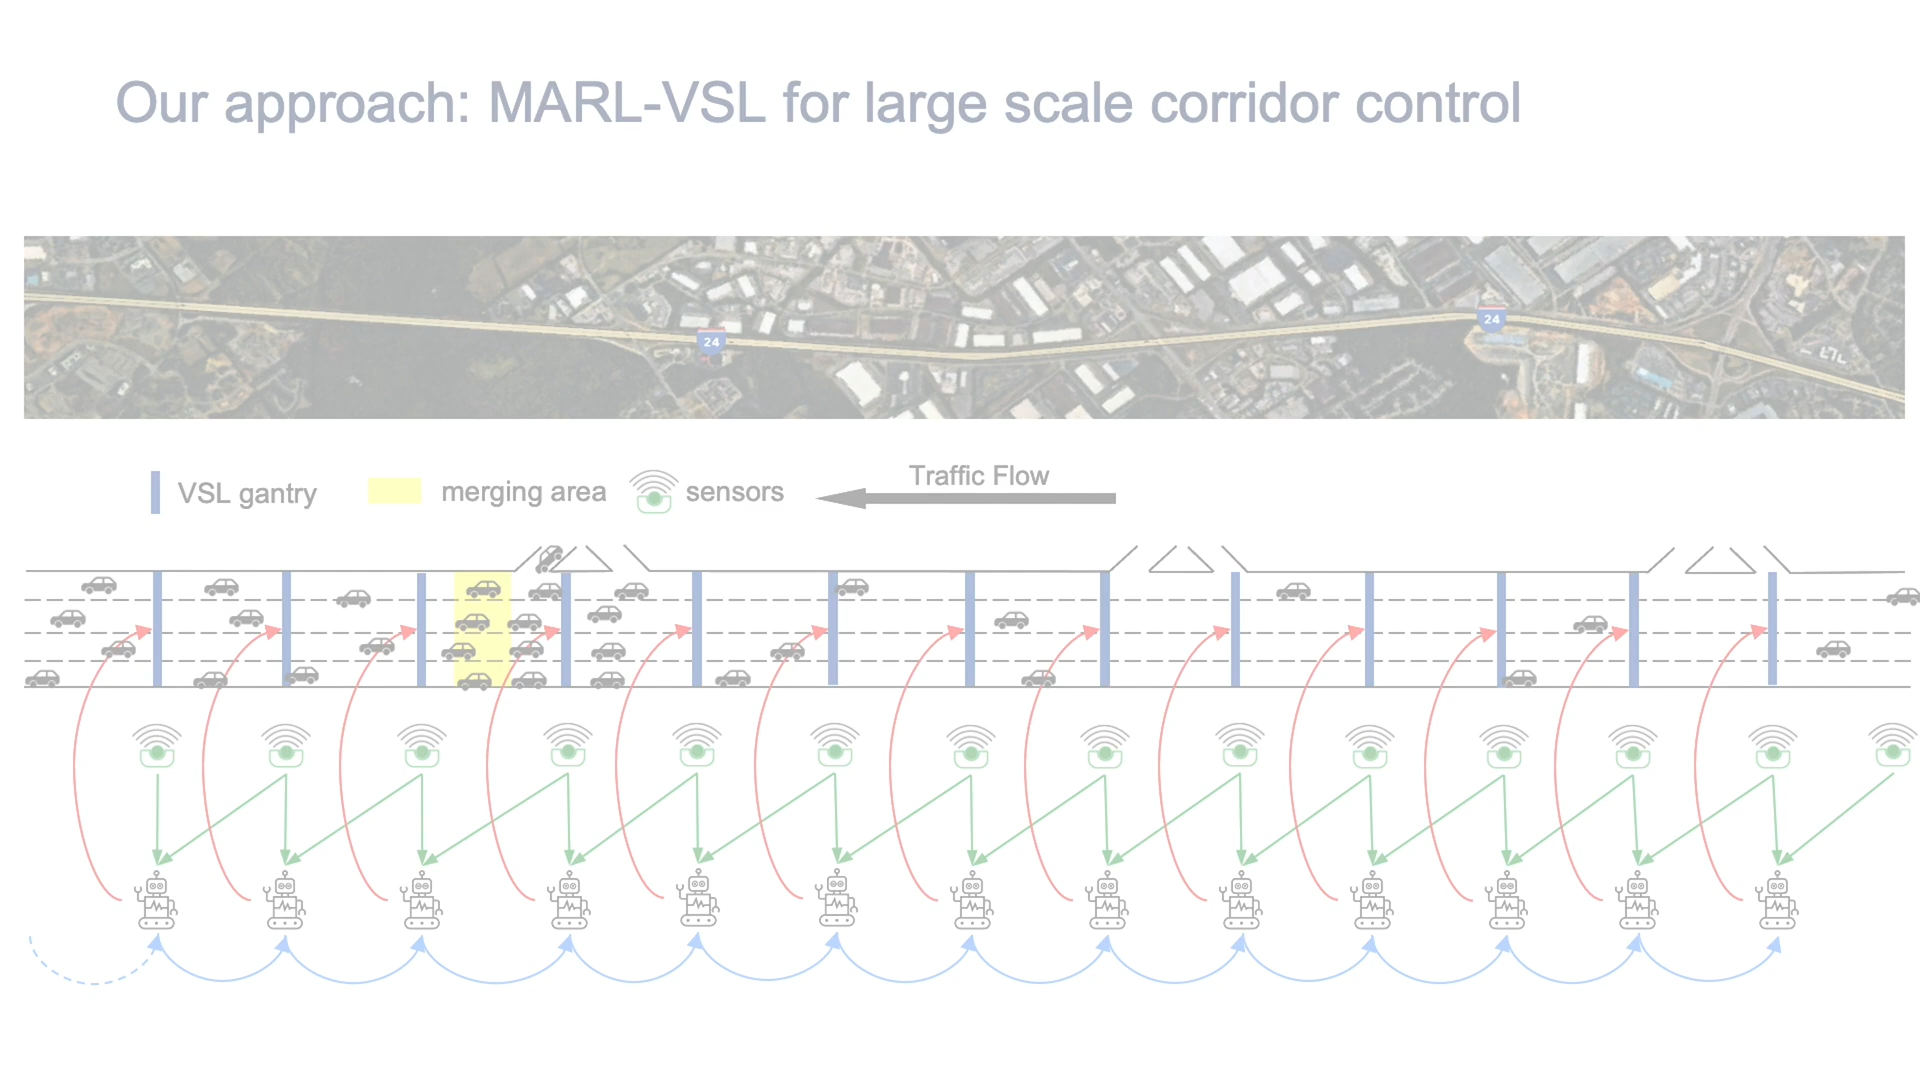 Our approach: MARL-VSL for large scale corridor control
24
24
VSL gantry
merging area
sensors
Traffic Flow